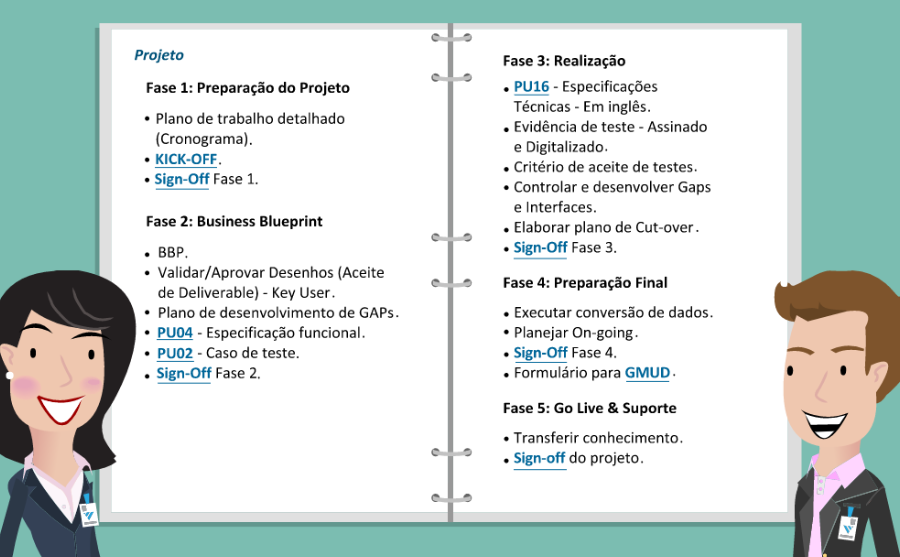 Projeto
Fase 1: Preparação do Projeto
• Plano de trabalho detalhado
(Cronograma).
• KICK-OFF.
• Sign-Off Fase 1.
Fase 2: Business Blueprint
• BBP.
• Validar/Aprovar Desenhos (Aceite
de Deliverable) - Key User.
• Plano de desenvolvimento de GAPs.
• PU04 - Especificação funcional.
• PU02 - Caso de teste.
• Sign-Off Fase 2.
Fase 3: Realização
• PU16 - Especificações
Técnicas - Em inglês.
• Evidência de teste - Assinado
e Digitalizado.
• Critério de aceite de testes.
• Controlar e desenvolver Gaps
e Interfaces.
• Elaborar plano de Cut-over.
• Sign-Off Fase 3.
Fase 4: Preparação Final
• Executar conversão de dados.
• Planejar On-going.
• Sign-Off Fase 4.
• Formulário para GMUD.
Fase 5: Go Live & Suporte
• Transferir conhecimento.
• Sign-off do projeto.